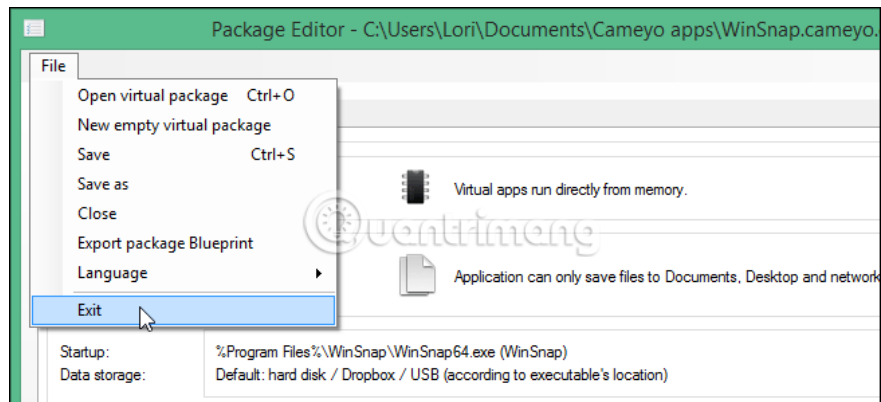 Package Editor - C:\Users\Lori\Documents\Cameyo apps\WinSnap.cameyo.
File
Open virtual package Ctrl+O
New empty virtual package
Save Ctrl+S
Save as
Close
Export package Blueprint
Language
Exit
Virtual apps run directly from memory.
Quantrimang
Application can only save files to Documents, Desktop and network
Startup: %Program Files%\WinSnap\WinSnap64.exe (WinSnap)
Data storage: Default: hard disk / Dropbox / USB (according to executable's location)